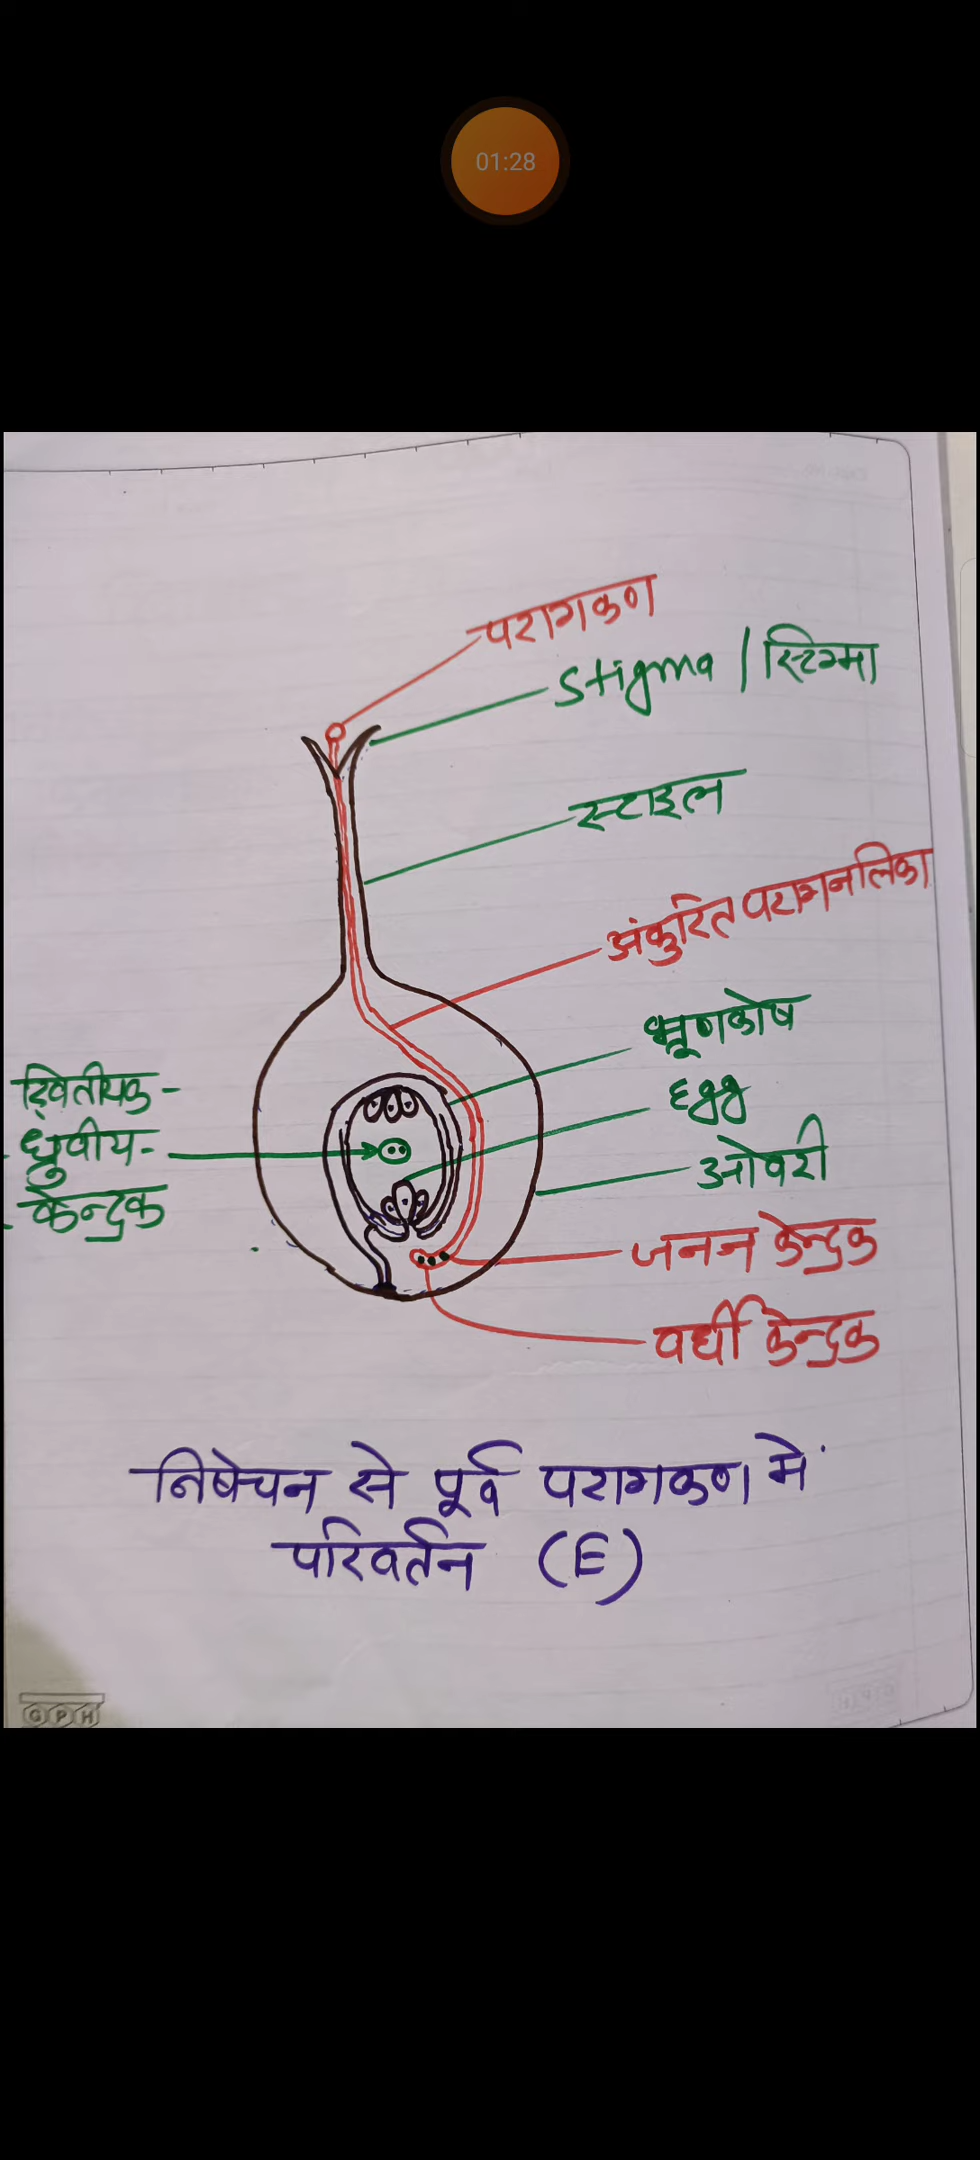 01:28
परागकण
Stigma / स्टिग्मा
स्टाइल
अंकुरित परागनलिका
भ्रूणकोष
Egg
द्वितीयक-
ध्रुवीय-
केन्द्रक
ओवरी
जनन केन्द्रक
वर्धी केन्द्रक
निषेचन से पूर्व परागकण में
परिवर्तन (E)
GPH